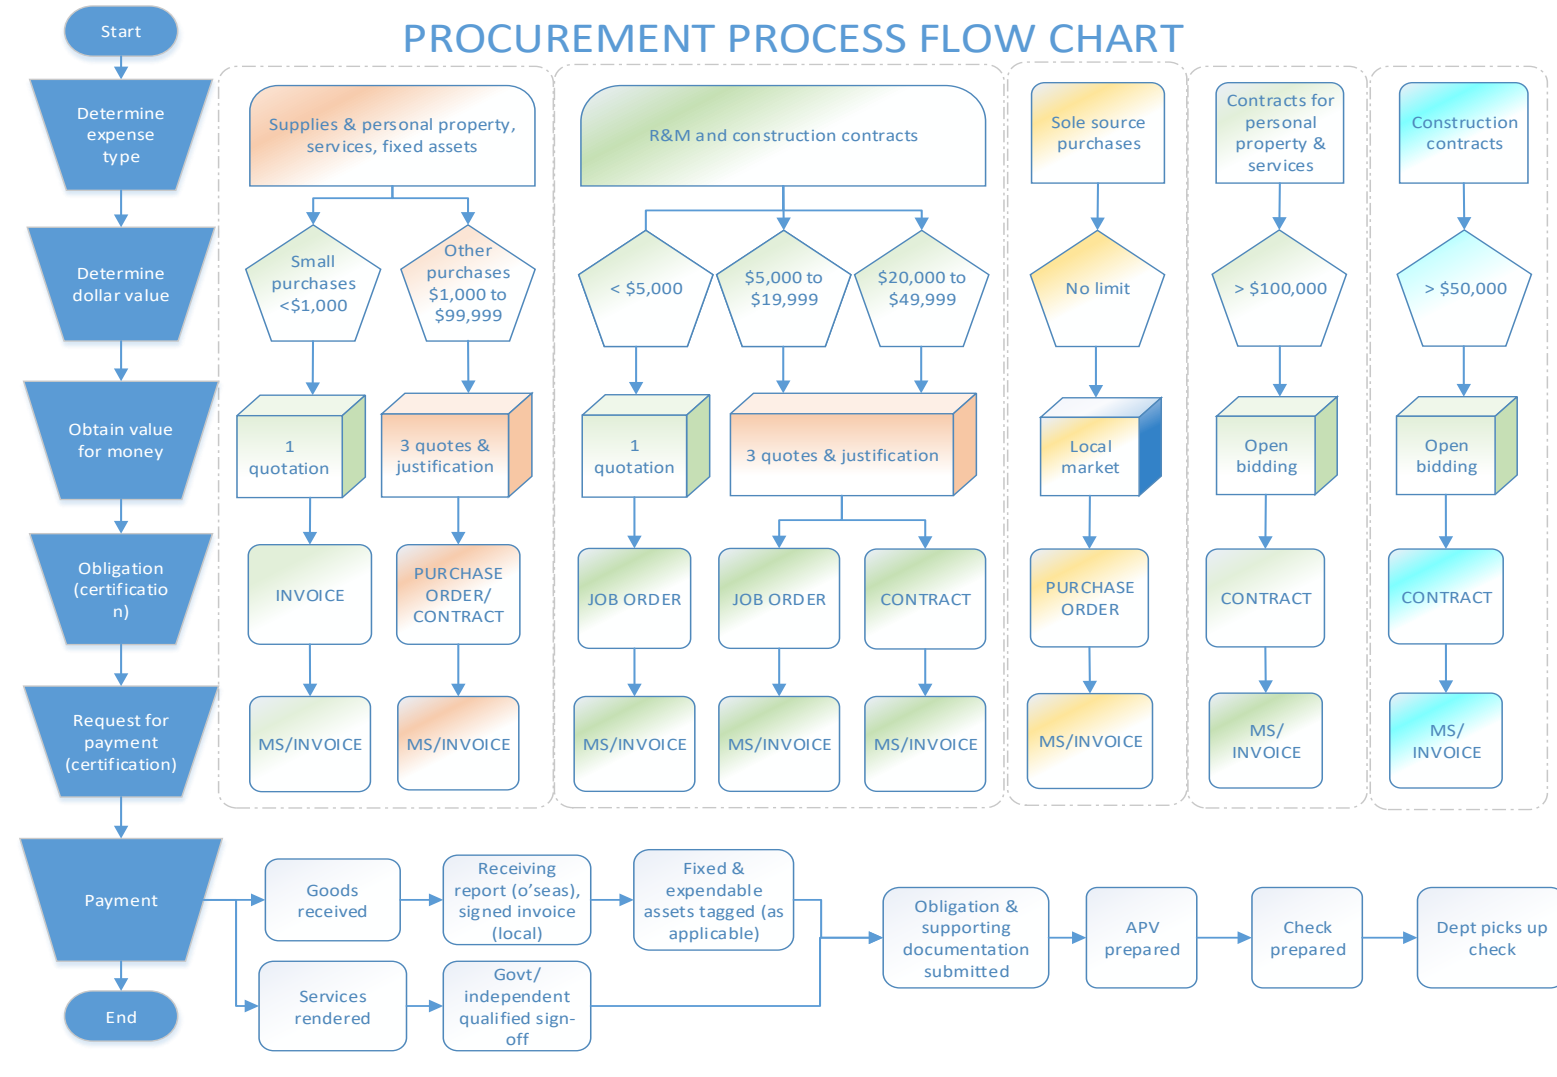 PROCUREMENT PROCESS FLOW CHART
Start
Determine
expense
type
Determine
dollar value
Obtain value
for money
Obligation
(certificatio
n)
Request for
payment
(certification)
Payment
End
Supplies & personal property,
services, fixed assets
Small
purchases
<$1,000
Other
purchases
$1,000 to
$99,999
1
quotation
3 quotes &
justification
INVOICE
PURCHASE
ORDER/
CONTRACT
MS/INVOICE
MS/INVOICE
R&M and construction contracts
< $5,000
$5,000 to
$19,999
$20,000 to
$49,999
1
quotation
3 quotes & justification
JOB ORDER
JOB ORDER
CONTRACT
MS/INVOICE
MS/INVOICE
MS/INVOICE
Sole source
purchases
No limit
Local
market
PURCHASE
ORDER
MS/INVOICE
Contracts for
personal
property &
services
> $100,000
Open
bidding
CONTRACT
MS/
INVOICE
Construction
contracts
> $50,000
Open
bidding
CONTRACT
MS/
INVOICE
Goods
received
Receiving
report (o'seas),
signed invoice
(local)
Fixed &
expendable
assets tagged (as
applicable)
Services
rendered
Govt/
independent
qualified sign-
off
Obligation &
supporting
documentation
submitted
APV
prepared
Check
prepared
Dept picks up
check